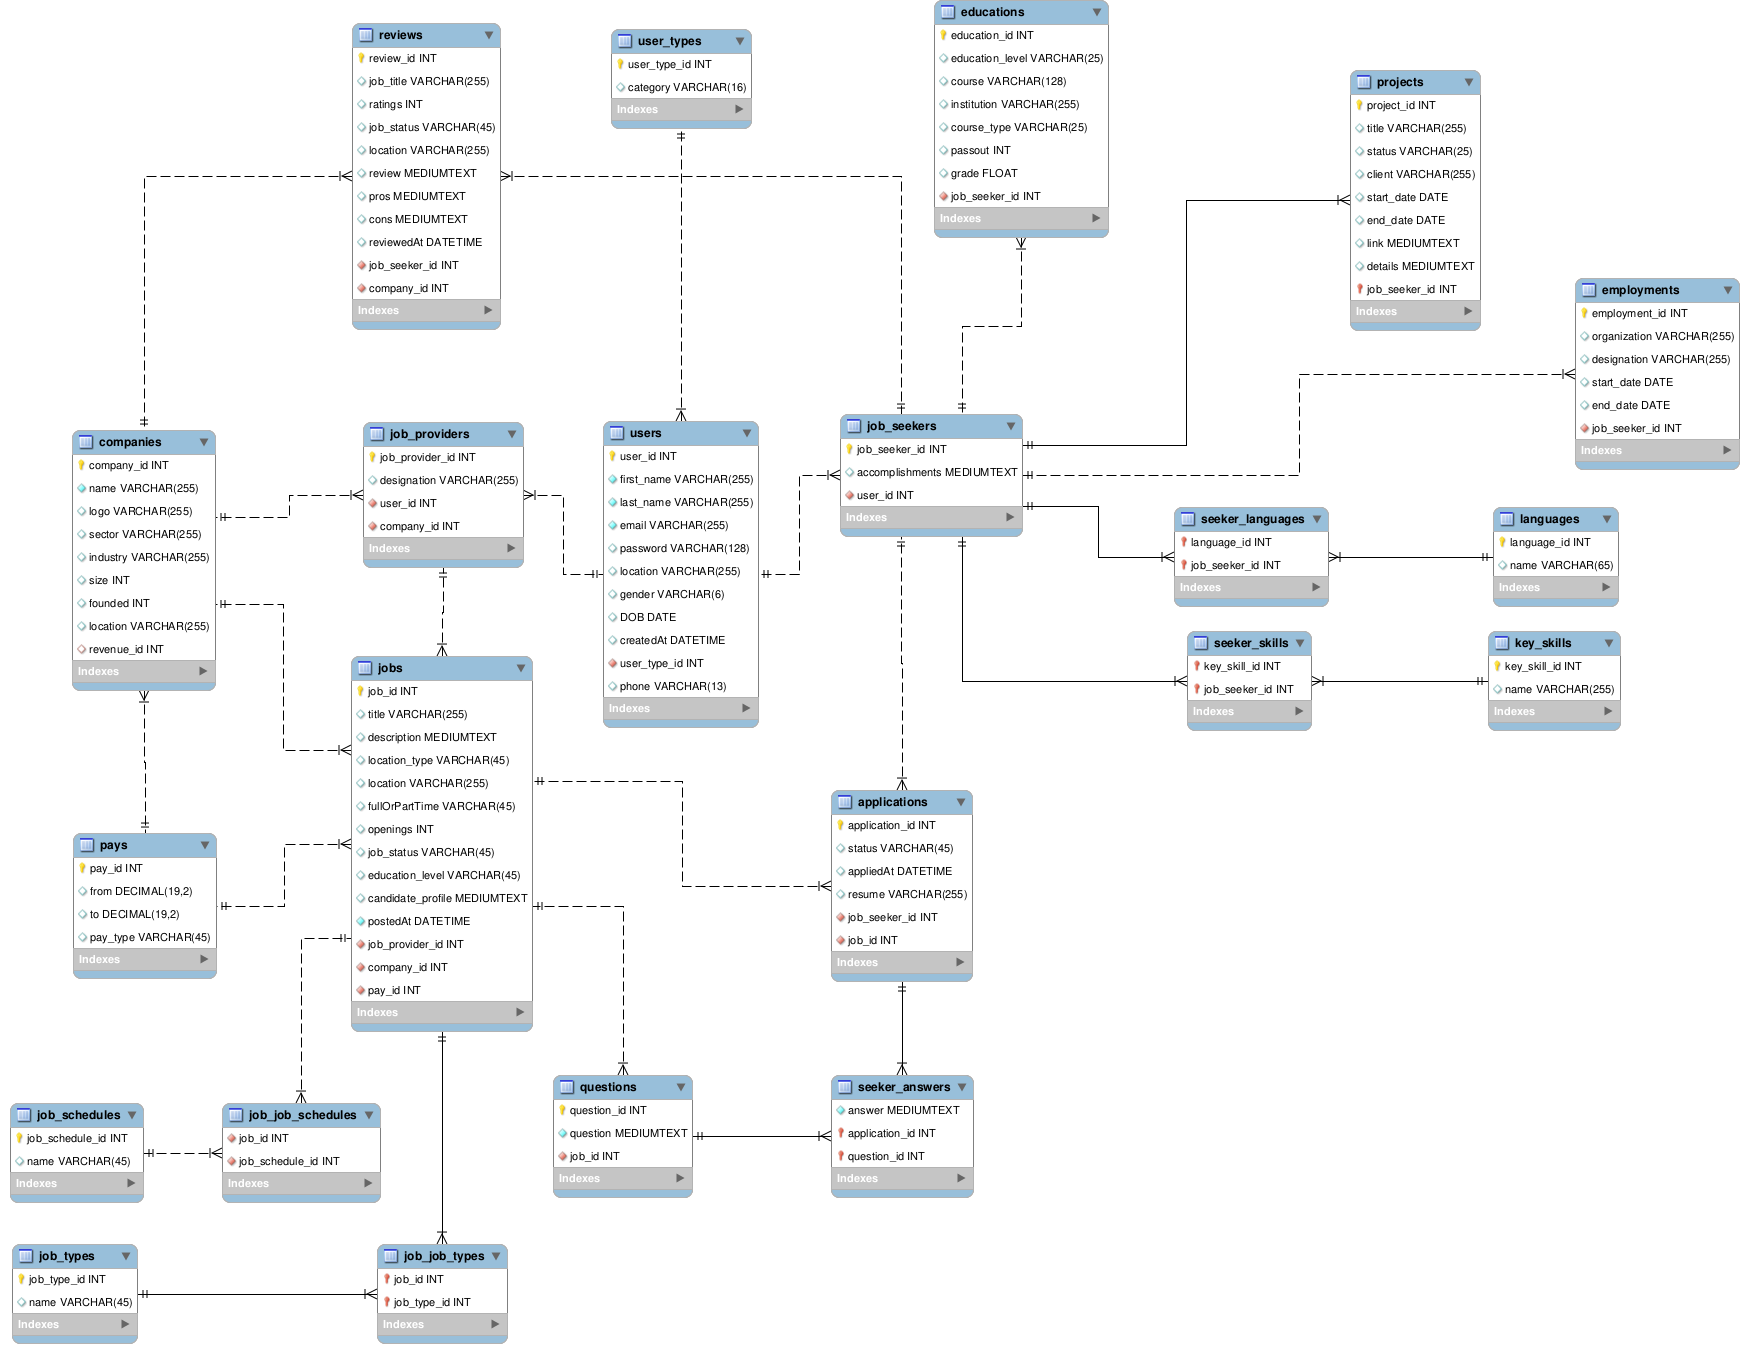 reviews
review_id INT
job_title VARCHAR(255)
ratings INT
job_status VARCHAR(45)
location VARCHAR(255)
review MEDIUMTEXT
pros MEDIUMTEXT
cons MEDIUMTEXT
reviewedAt DATETIME
job_seeker_id INT
company_id INT
Indexes
user_types
user_type_id INT
category VARCHAR(16)
Indexes
educations
education_id INT
education_level VARCHAR(25)
course VARCHAR(128)
institution VARCHAR(255)
course_type VARCHAR(25)
passout INT
grade FLOAT
job_seeker_id INT
Indexes
projects
project_id INT
title VARCHAR(255)
status VARCHAR(25)
client VARCHAR(255)
start_date DATE
end_date DATE
link MEDIUMTEXT
details MEDIUMTEXT
job_seeker_id INT
Indexes
employments
employment_id INT
organization VARCHAR(255)
designation VARCHAR(255)
start_date DATE
end_date DATE
job_seeker_id INT
Indexes
companies
company_id INT
name VARCHAR(255)
logo VARCHAR(255)
sector VARCHAR(255)
industry VARCHAR(255)
size INT
founded INT
location VARCHAR(255)
revenue_id INT
Indexes
job_providers
job_provider_id INT
designation VARCHAR(255)
user_id INT
company_id INT
Indexes
users
user_id INT
first_name VARCHAR(255)
last_name VARCHAR(255)
email VARCHAR(255)
password VARCHAR(128)
location VARCHAR(255)
gender VARCHAR(6)
DOB DATE
createdAt DATETIME
user_type_id INT
phone VARCHAR(13)
Indexes
job_seekers
job_seeker_id INT
accomplishments MEDIUMTEXT
user_id INT
Indexes
seeker_languages
language_id INT
job_seeker_id INT
Indexes
languages
language_id INT
name VARCHAR(65)
Indexes
seeker_skills
key_skill_id INT
job_seeker_id INT
Indexes
key_skills
key_skill_id INT
name VARCHAR(255)
Indexes
jobs
job_id INT
title VARCHAR(255)
description MEDIUMTEXT
location_type VARCHAR(45)
location VARCHAR(255)
fullOrPartTime VARCHAR(45)
openings INT
job_status VARCHAR(45)
education_level VARCHAR(45)
candidate_profile MEDIUMTEXT
postedAt DATETIME
job_provider_id INT
company_id INT
pay_id INT
Indexes
pays
pay_id INT
from DECIMAL(19,2)
to DECIMAL(19,2)
pay_type VARCHAR(45)
Indexes
applications
application_id INT
status VARCHAR(45)
appliedAt DATETIME
resume VARCHAR(255)
job_seeker_id INT
job_id INT
Indexes
job_schedules
job_schedule_id INT
name VARCHAR(45)
Indexes
job_job_schedules
job_id INT
job_schedule_id INT
Indexes
questions
question_id INT
question MEDIUMTEXT
job_id INT
Indexes
seeker_answers
answer MEDIUMTEXT
application_id INT
question_id INT
Indexes
job_types
job_type_id INT
name VARCHAR(45)
Indexes
job_job_types
job_id INT
job_type_id INT
Indexes